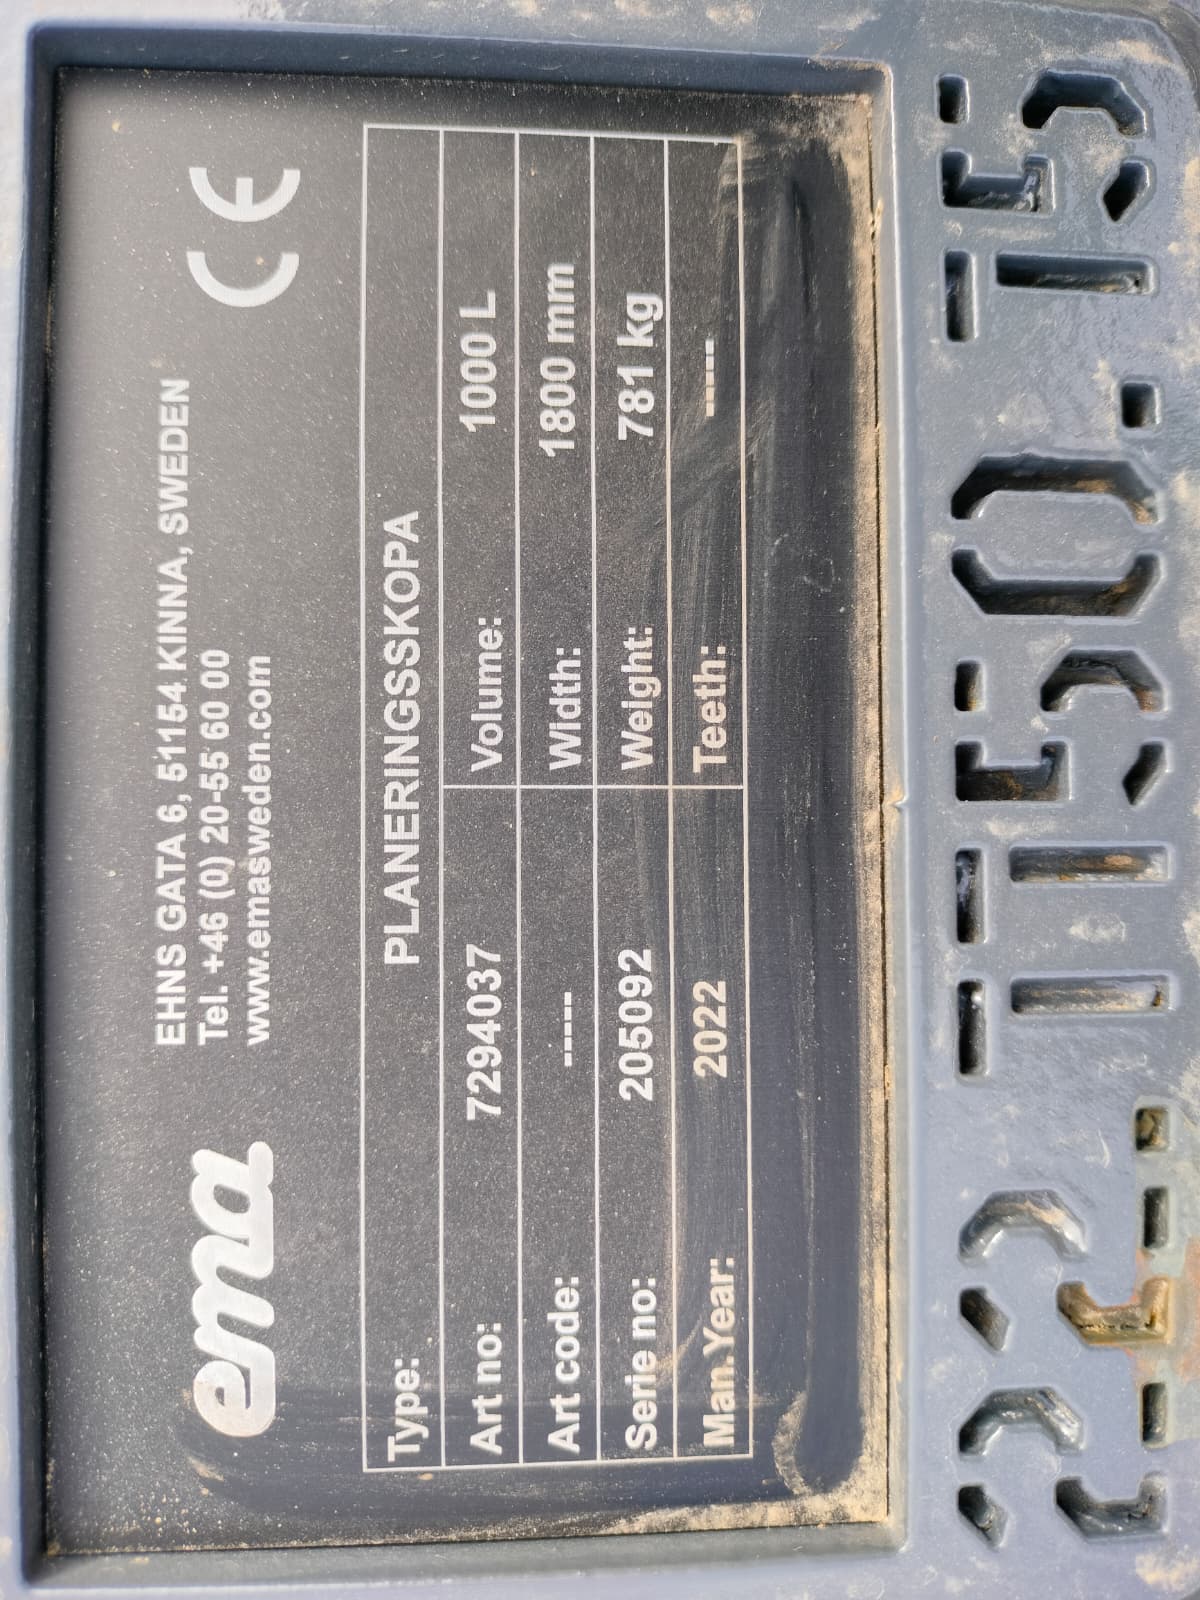 ema
EHNS GATA 6, 51154 KINNA, SWEDEN
Tel. +46 (0) 20-55 60 00
www.emasweden.com
CE
Type: PLANERINGSSKOPA
Art no: 7294037 Volume: 1000 L
Art code: ----- Width: 1800 mm
Serie no: 205092 Weight: 781 kg
Man.Year: 2022 Teeth: -----
22.1150.15